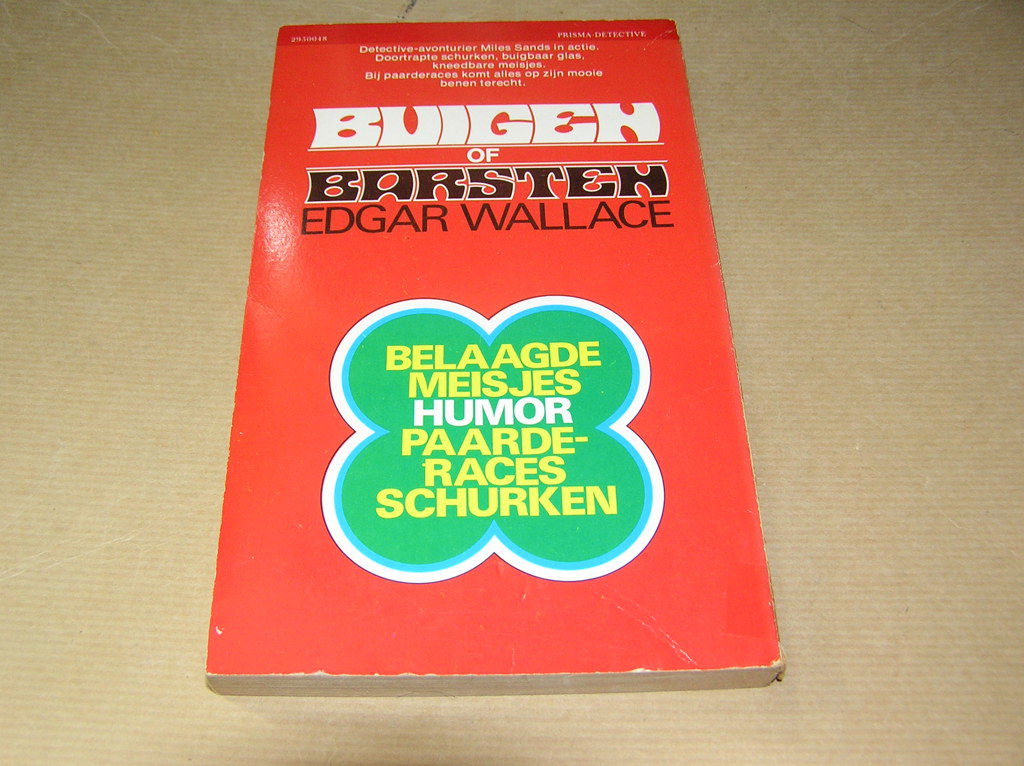 2930048 PRISMA-DETECTIVE
Detective-avonturier Miles Sands in actie.
Doortrapte schurken, buigbaar glas,
kneedbare meisjes.
Bij paarderaces komt alles op zijn mooie
benen terecht.
BUIGEN
OF
BARSTEN
EDGAR WALLACE
BELAAGDE
MEISJES
HUMOR
PAARDE-
RACES
SCHURKEN